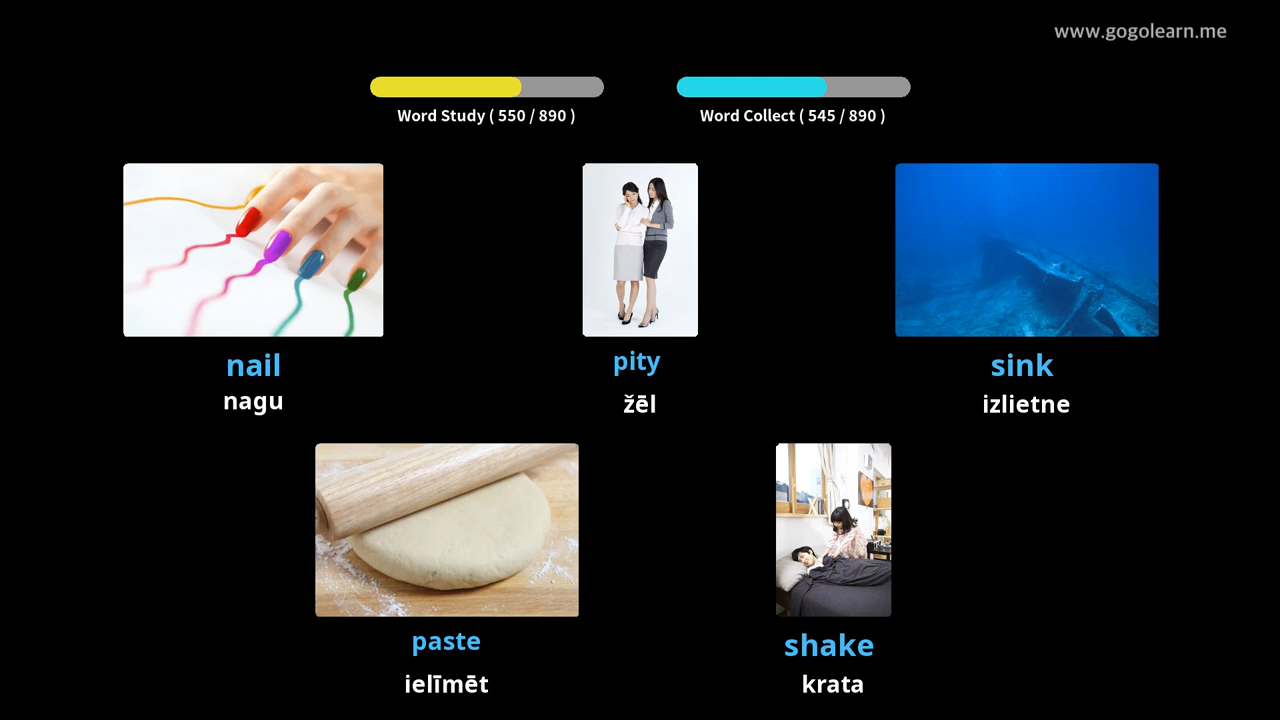 www.gogolearn.me
Word Study ( 550 / 890 )
Word Collect ( 545 / 890 )
nail
nagu
pity
žēl
sink
izlietne
paste
ielīmēt
shake
krata